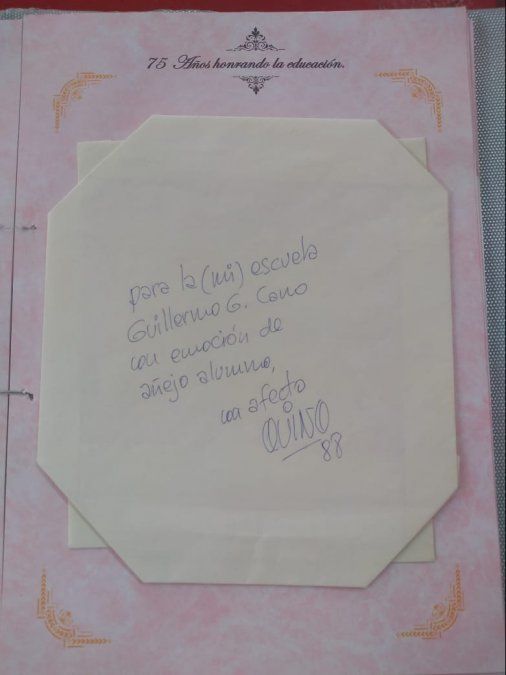 75 Años honrando la educación.
para la (mi) escuela
Guillermo G. Cano
con emoción de
añejo alumno,
con afecto
QUINO
88